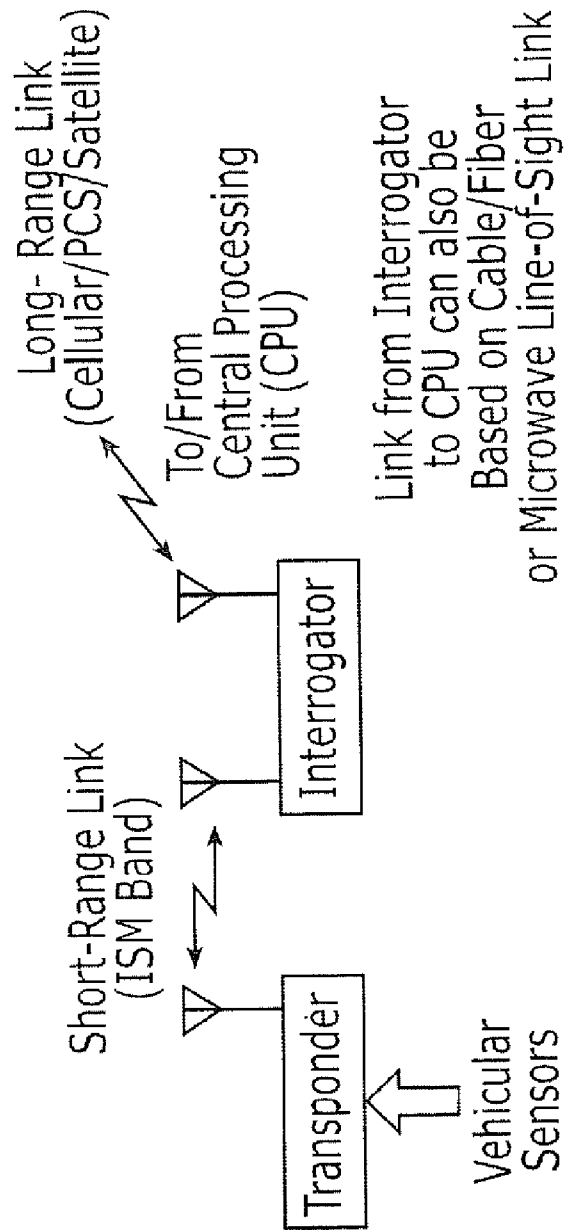 Short-Range Link
(ISM Band)
Long- Range Link
(Cellular/PCS/Satellite)
To/From
Central Processing
Unit (CPU)
Transponder
Interrogator
Vehicular
Sensors
Link from Interrogator
to CPU can also be
Based on Cable/Fiber
or Microwave Line-of-Sight Link